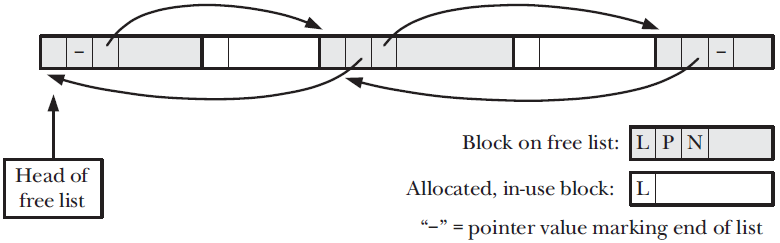 – –
Block on free list: L P N
Head of
free list
Allocated, in-use block: L
“–” = pointer value marking end of list